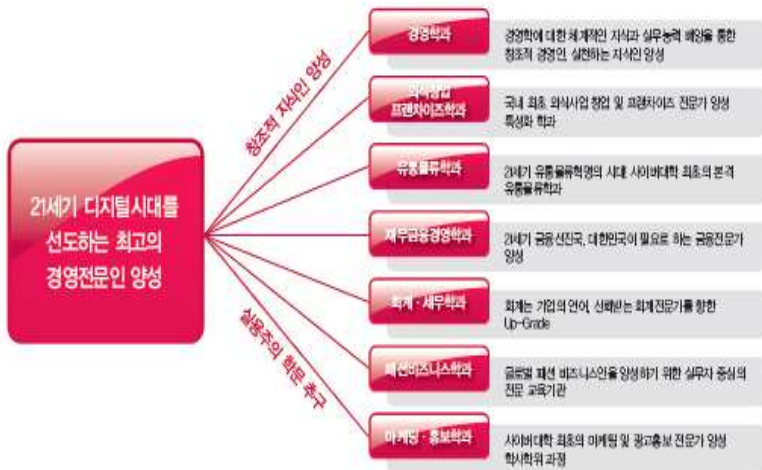 21세기 디지털시대를
선도하는 최고의
경영전문인 양성
창조적 지식인 양성
실용주의 학문 추구
경영학과
경영학에 대한 체계적인 지식과 실무능력 배양을 통한
창조적 경영인, 실천하는 지식인 양성
외식창업
프랜차이즈학과
국내 최초 외식사업 창업 및 프랜차이즈 전문가 양성
특성화 학과
유통물류학과
21세기 유통물류혁명의 시대 사이버대학 최초의 본격
유통물류학과
재무금융경영학과
21세기 금융선진국, 대한민국이 필요로 하는 금융전문가
양성
회계·세무학과
회계는 기업의 언어, 신뢰받는 회계전문가를 향한
Up-Grade
패션비즈니스학과
글로벌 패션 비즈니스인을 양성하기 위한 실무자 중심의
전문 교육기관
마케팅·홍보학과
사이버대학 최초의 마케팅 및 광고홍보 전문가 양성
학사학위 과정